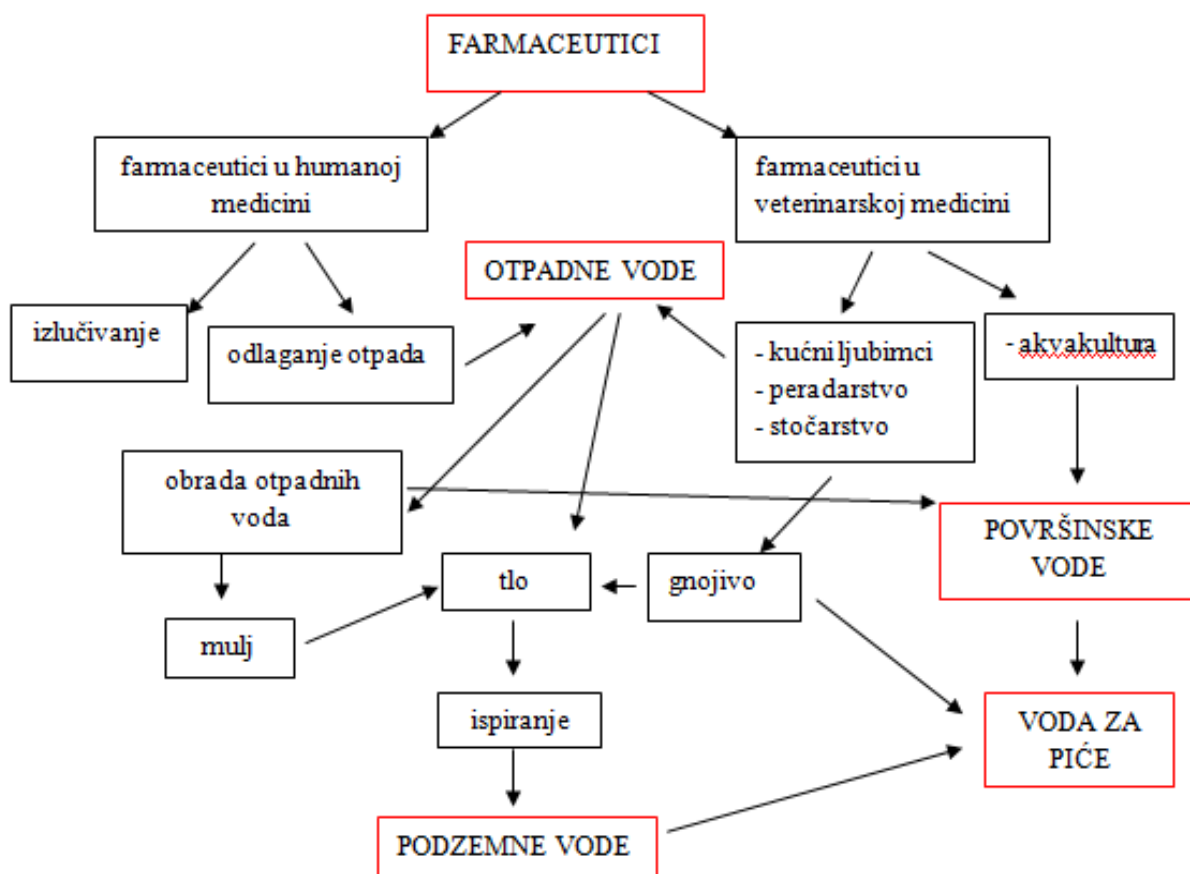 FARMACEUTICI
farmaceutici u humanoj
medicini
farmaceutici u
veterinarskoj medicini
OTPADNE VODE
izlučivanje
odlaganje otpada
- kućni ljubimci
- peradarstvo
- stočarstvo
- akvakultura
obrada otpadnih
voda
POVRŠINSKE
VODE
tlo
gnojivo
mulj
ispiranje
VODA ZA
PIĆE
PODZEMNE VODE